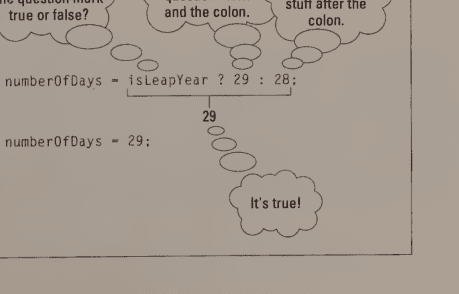 the question mark
true or false?
and the colon.
stuff after the
colon.
numberOfDays = isLeapYear ? 29 : 28;
29
numberOfDays = 29;
It's true!